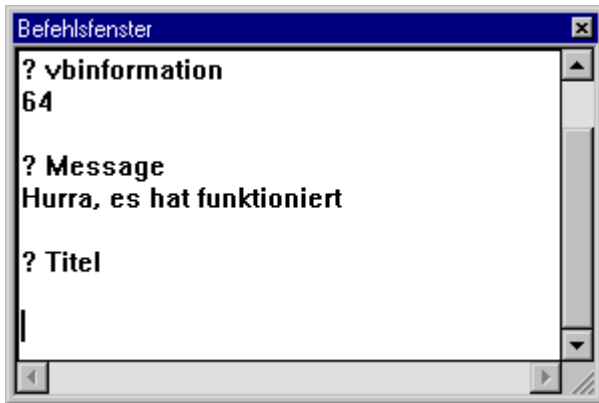 Befehlsfenster
? vbinformation
64
? Message
Hurra, es hat funktioniert
? Titel